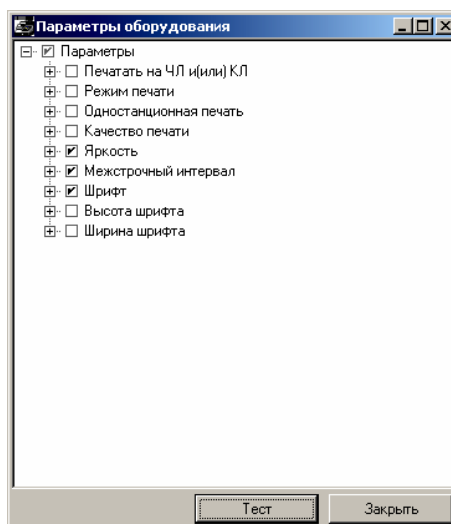 Параметры оборудования
Параметры
Печатать на ЧЛ и(или) КЛ
Режим печати
Одностанционная печать
Качество печати
Яркость
Межстрочный интервал
Шрифт
Высота шрифта
Ширина шрифта
Тест
Закрыть